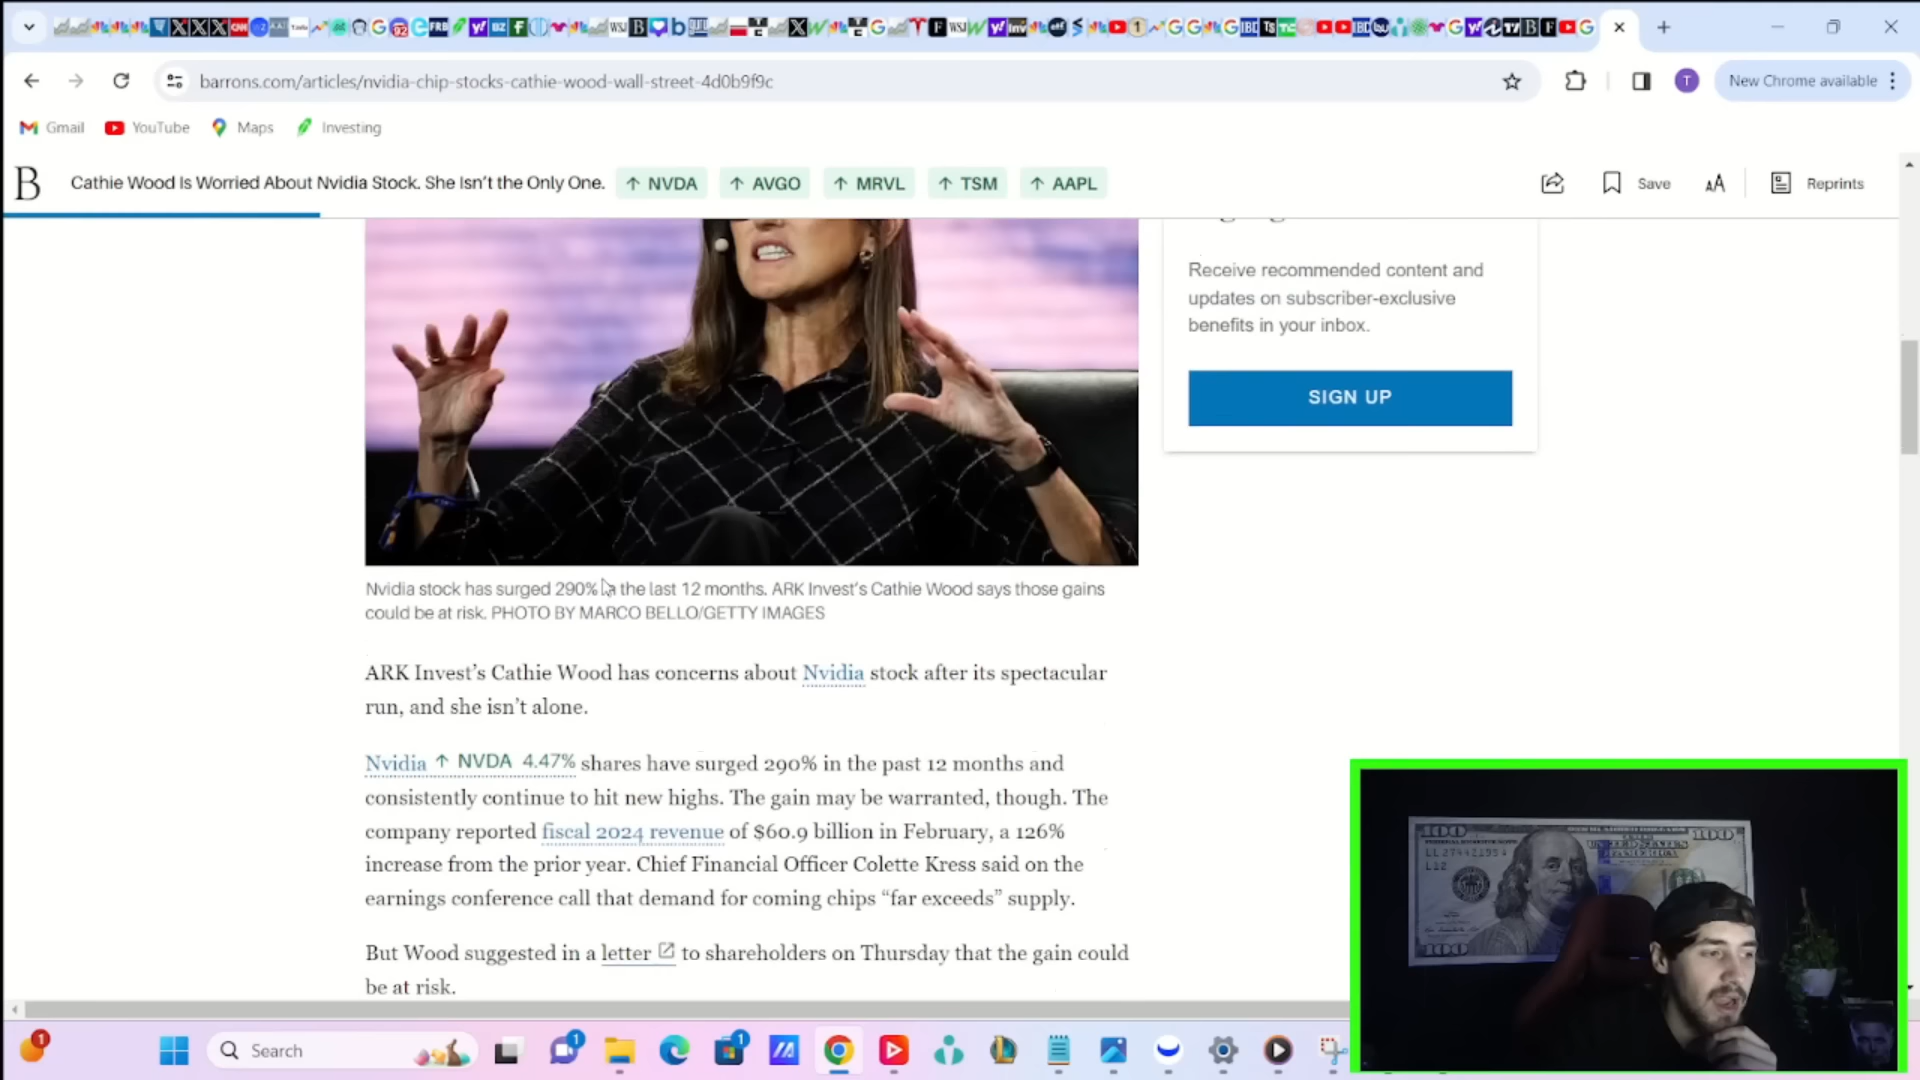 barrons.com/articles/nvidia-chip-stocks-cathie-wood-wall-street-4d0b9f9c
T
New Chrome available
Gmail
YouTube
Maps
Investing
B
Cathie Wood Is Worried About Nvidia Stock. She Isn't the Only One.
↑ NVDA
↑ AVGO
↑ MRVL
↑ TSM
↑ AAPL
Save
AA
Reprints
Receive recommended content and
updates on subscriber-exclusive
benefits in your inbox.
SIGN UP
Nvidia stock has surged 290% the last 12 months. ARK Invest's Cathie Wood says those gains
could be at risk. PHOTO BY MARCO BELLO/GETTY IMAGES
ARK Invest's Cathie Wood has concerns about Nvidia stock after its spectacular
run, and she isn't alone.
Nvidia ↑ NVDA 4.47% shares have surged 290% in the past 12 months and
consistently continue to hit new highs. The gain may be warranted, though. The
company reported fiscal 2024 revenue of $60.9 billion in February, a 126%
increase from the prior year. Chief Financial Officer Colette Kress said on the
earnings conference call that demand for coming chips “far exceeds” supply.
But Wood suggested in a letter to shareholders on Thursday that the gain could
be at risk.
100
100
100
1
Search
1
1